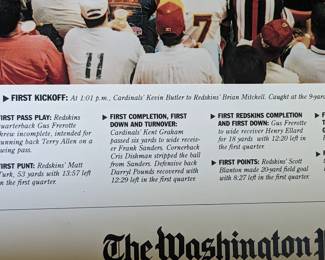 7
▶ FIRST KICKOFF: At 1:01 p.m., Cardinals' Kevin Butler to Redskins' Brian Mitchell. Caught at the 9-yard
FIRST PASS PLAY: Redskins
quarterback Gus Frerotte
threw incomplete, intended for
running back Terry Allen on a
swing pass.
FIRST PUNT: Redskins' Matt
Turk, 53 yards with 13:57 left
in the first quarter.
▶ FIRST COMPLETION, FIRST
DOWN AND TURNOVER:
Cardinals' Kent Graham
passed six yards to wide receiv-
er Frank Sanders. Cornerback
Cris Dishman stripped the ball
from Sanders. Defensive back
Darryl Pounds recovered with
12:29 left in the first quarter.
▶ FIRST REDSKINS COMPLETION
AND FIRST DOWN: Gus Frerotte
to wide receiver Henry Ellard
for 18 yards with 12:20 left in
the first quarter.
▶ FIRST POINTS: Redskins' Scott
Blanton made 20-yard field goal
with 8:27 left in the first quarter.
The Washington P